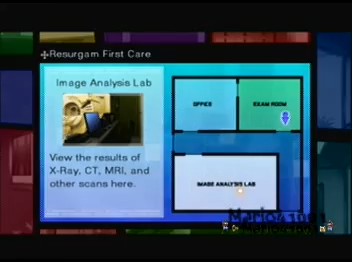 Resurgam First Care
Image Analysis Lab
View the results of
X-Ray, CT, MRI, and
other scans here.
OFFICE
EXAM ROOM
IMAGE ANALYSIS LAB